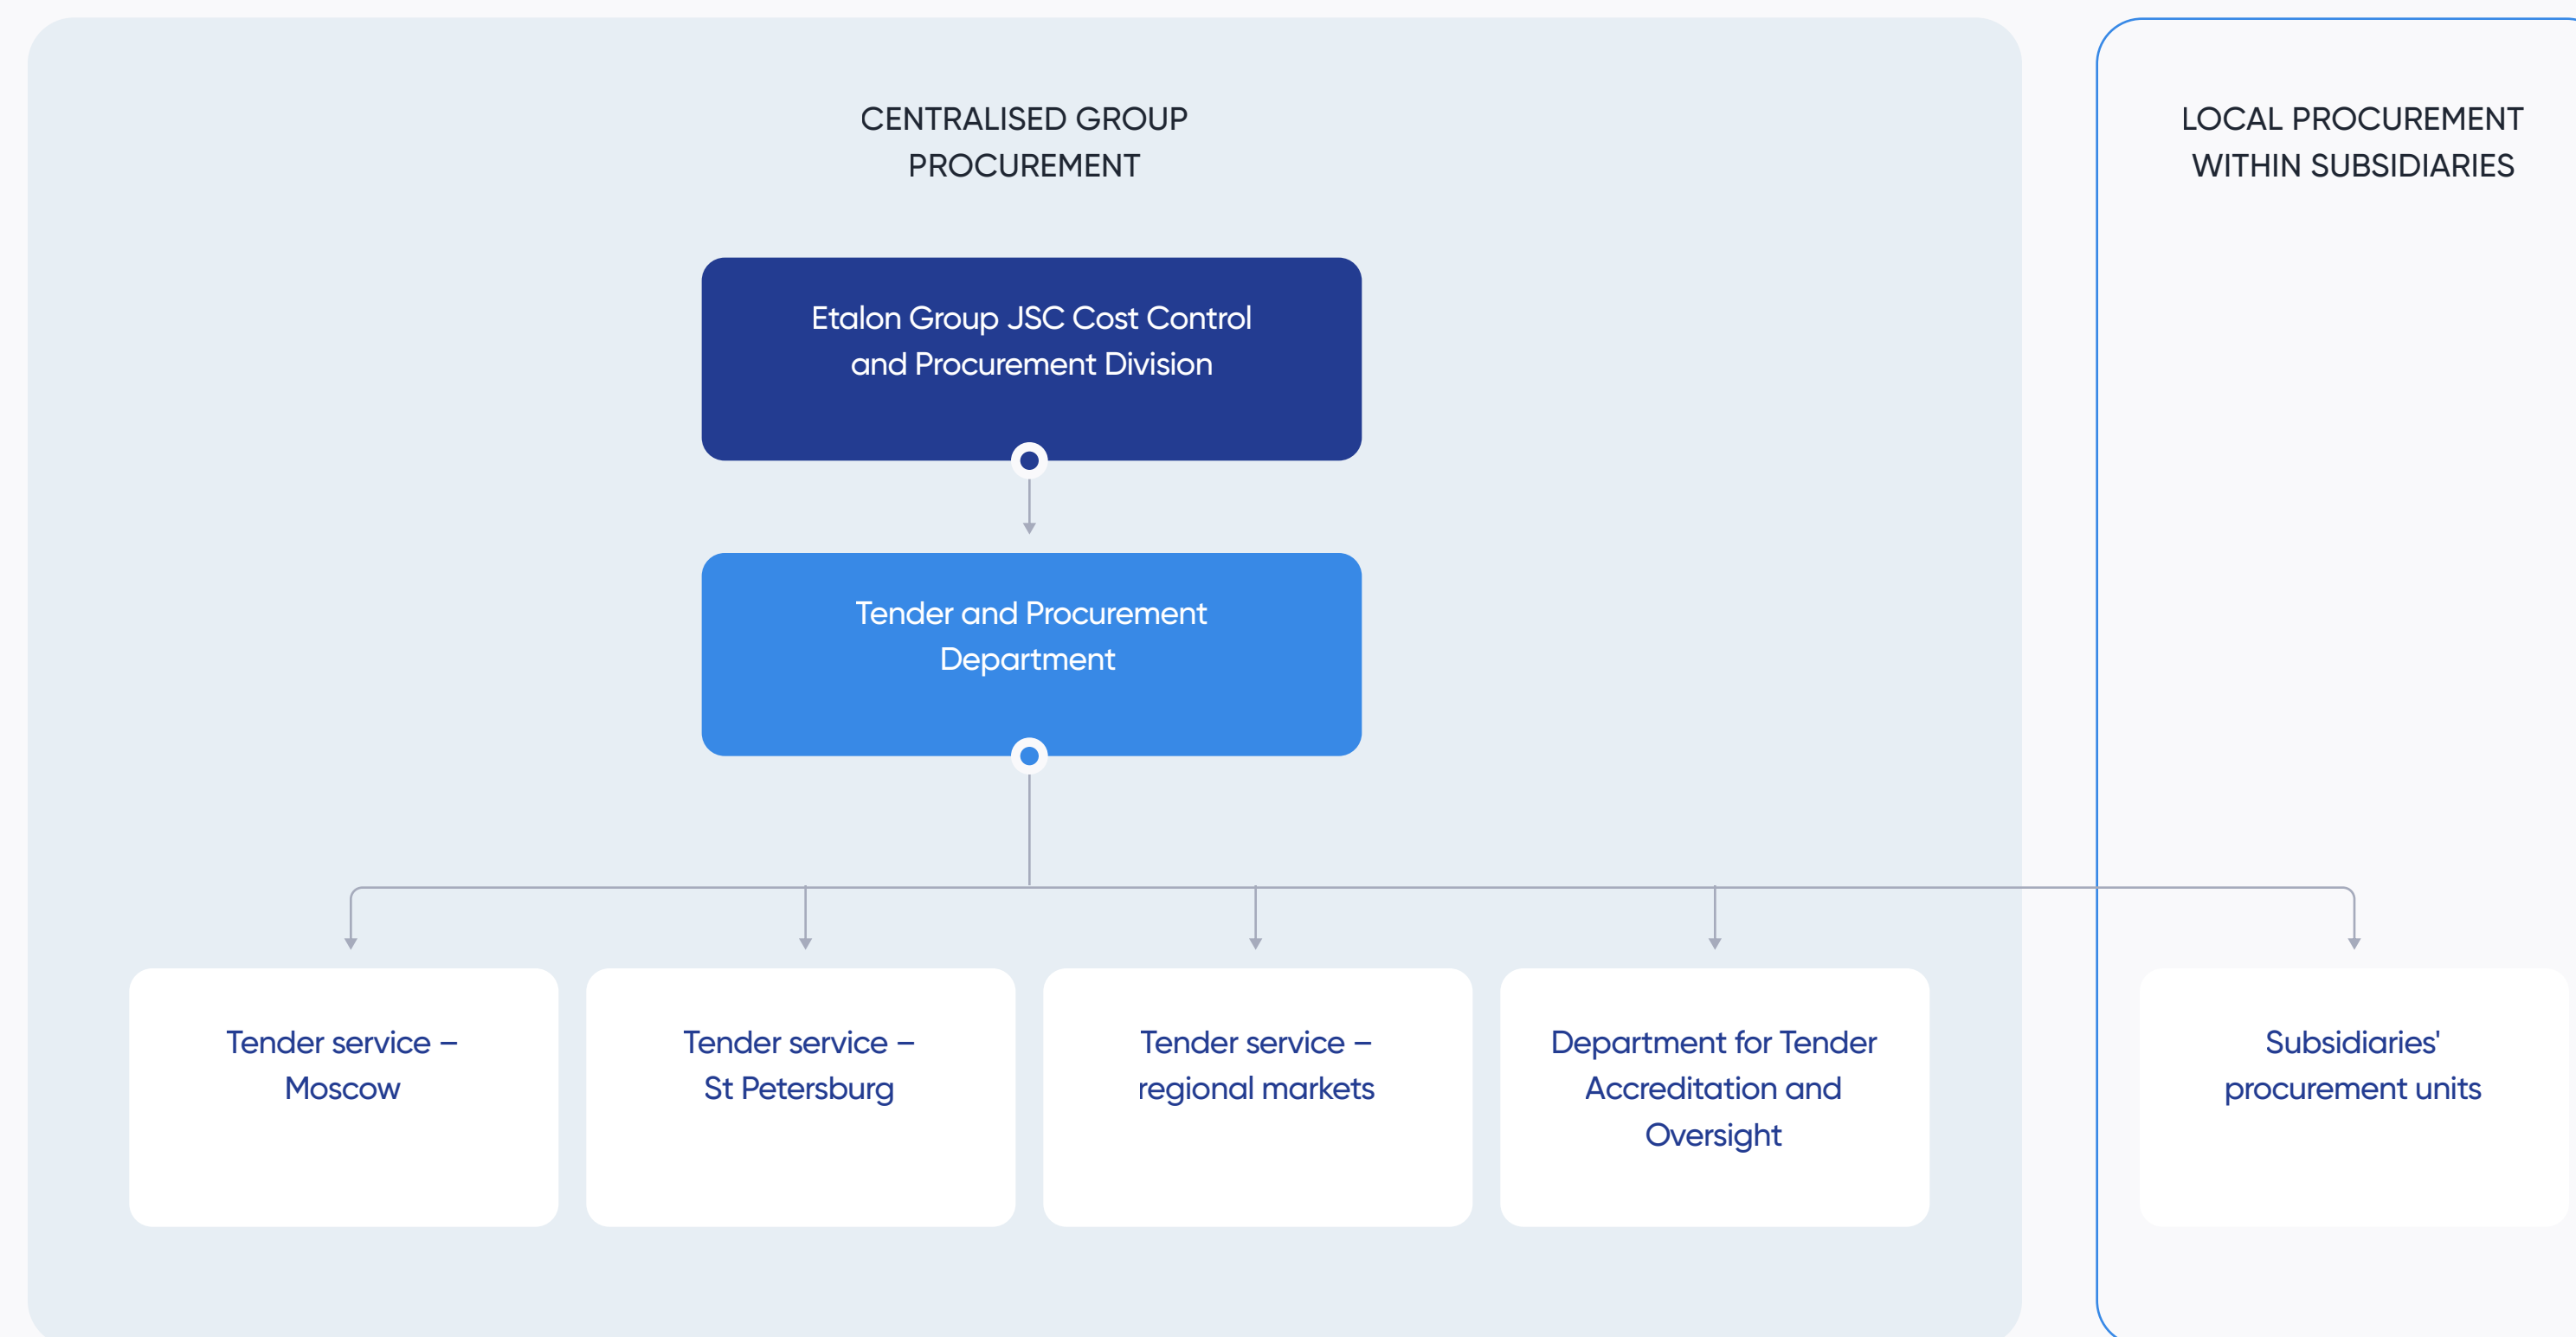 CENTRALISED GROUP
PROCUREMENT
LOCAL PROCUREMENT
WITHIN SUBSIDIARIES
Etalon Group JSC Cost Control
and Procurement Division
Tender and Procurement
Department
Tender service –
Moscow
Tender service –
St Petersburg
Tender service –
regional markets
Department for Tender
Accreditation and
Oversight
Subsidiaries'
procurement units